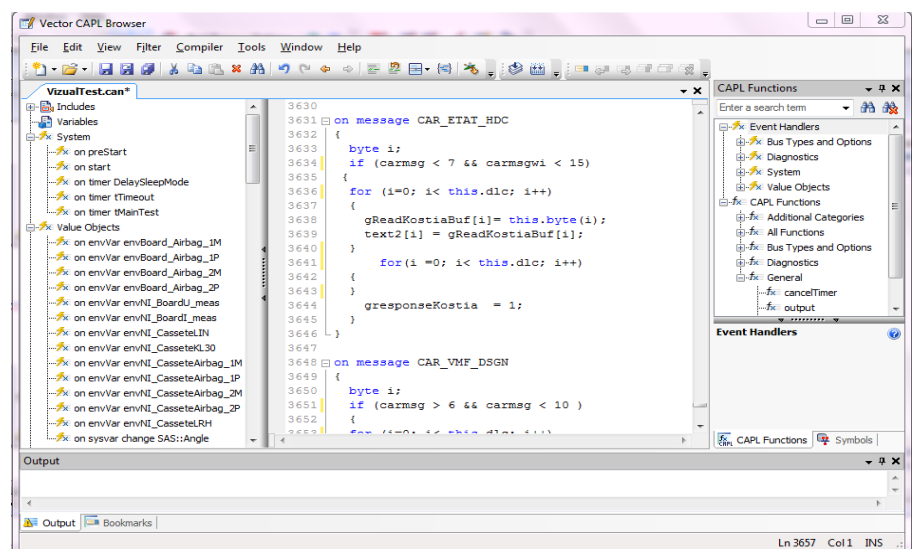 Vector CAPL Browser
File Edit View Filter Compiler Tools Window Help
VizualTest.can*
Includes
Variables
System
on preStart
on start
on timer DelaySleepMode
on timer tTimeout
on timer tMainTest
Value Objects
on envVar envBoard_Airbag_1M
on envVar envBoard_Airbag_1P
on envVar envBoard_Airbag_2M
on envVar envBoard_Airbag_2P
on envVar envNI_BoardU_meas
on envVar envNI_BoardI_meas
on envVar envNI_CasseteLIN
on envVar envNI_CasseteKL30
on envVar envNI_CasseteAirbag_1M
on envVar envNI_CasseteAirbag_1P
on envVar envNI_CasseteAirbag_2M
on envVar envNI_CasseteAirbag_2P
on envVar envNI_CasseteLRH
on sysvar change SAS::Angle
3630
3631 on message CAR_ETAT_HDC
3632 {
3633 byte i;
3634 if (carmsg < 7 && carmsgwi < 15)
3635 {
3636 for (i=0; i< this.dlc; i++)
3637 {
3638 gReadKostiaBuf[i]= this.byte(i);
3639 text2[i] = gReadKostiaBuf[i];
3640 }
3641 for(i =0; i< this.dlc; i++)
3642 {
3643 }
3644 gresponseKostia = 1;
3645 }
3646 }
3647
3648 on message CAR_VMF_DSGN
3649 {
3650 byte i;
3651 if (carmsg > 6 && carmsg < 10 )
3652 {
3653 for (i=0; i< this.dlc; i++)
CAPL Functions
Enter a search term
Event Handlers
Bus Types and Options
Diagnostics
System
Value Objects
CAPL Functions
Additional Categories
All Functions
Bus Types and Options
Diagnostics
General
cancelTimer
output
Event Handlers
CAPL Functions Symbols
Output
Output Bookmarks
Ln 3657 Col 1 INS